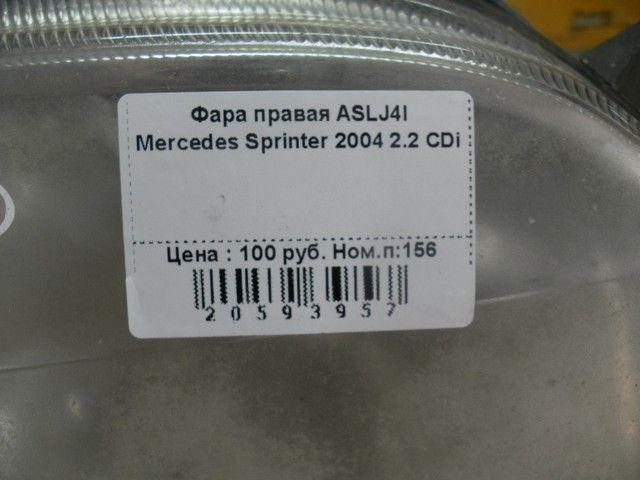 Фара правая ASLJ4I
Mercedes Sprinter 2004 2.2 CDi
Цена : 100 руб. Ном.п:156
20593957